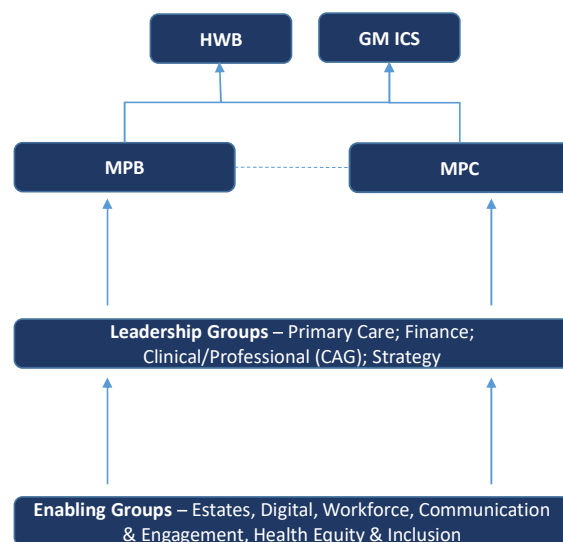 HWB
GM ICS
MPB
MPC
Leadership Groups – Primary Care; Finance;
Clinical/Professional (CAG); Strategy
Enabling Groups – Estates, Digital, Workforce, Communication
& Engagement, Health Equity & Inclusion